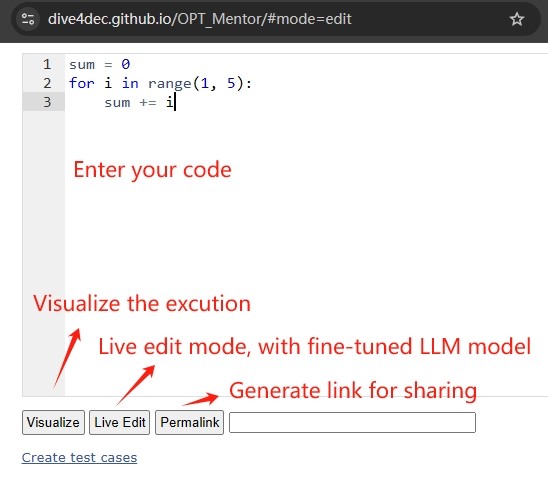 dive4dec.github.io/OPT_Mentor/#mode=edit
1 sum = 0
2 for i in range(1, 5):
3     sum += i
Enter your code
Visualize the excution
Live edit mode, with fine-tuned LLM model
Generate link for sharing
Visualize Live Edit Permalink
Create test cases